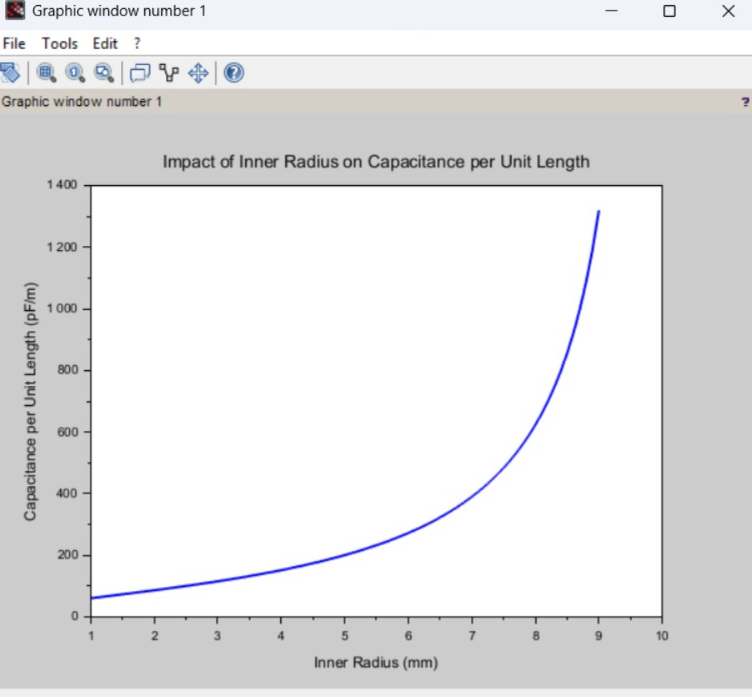 Graphic window number 1
File Tools Edit ?
Graphic window number 1 ?
Impact of Inner Radius on Capacitance per Unit Length
1 400
1 200
1 000
800
600
400
200
0
Capacitance per Unit Length (pF/m)
1 2 3 4 5 6 7 8 9 10
Inner Radius (mm)